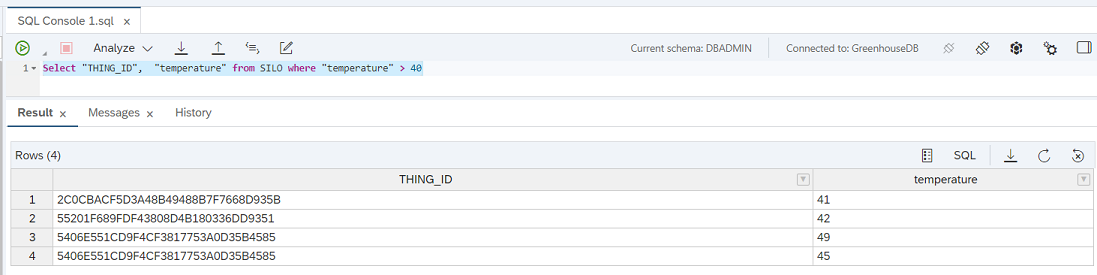 SQL Console 1.sql ×
Analyze Current schema: DBADMIN Connected to: GreenhouseDB
1 Select "THING_ID", "temperature" from SILO where "temperature" > 40
Result × Messages × History
Rows (4) SQL
THING_ID temperature
1 2C0CBACF5D3A48B49488B7F7668D935B 41
2 55201F689FDF43808D4B180336DD9351 42
3 5406E551CD9F4CF3817753A0D35B4585 49
4 5406E551CD9F4CF3817753A0D35B4585 45